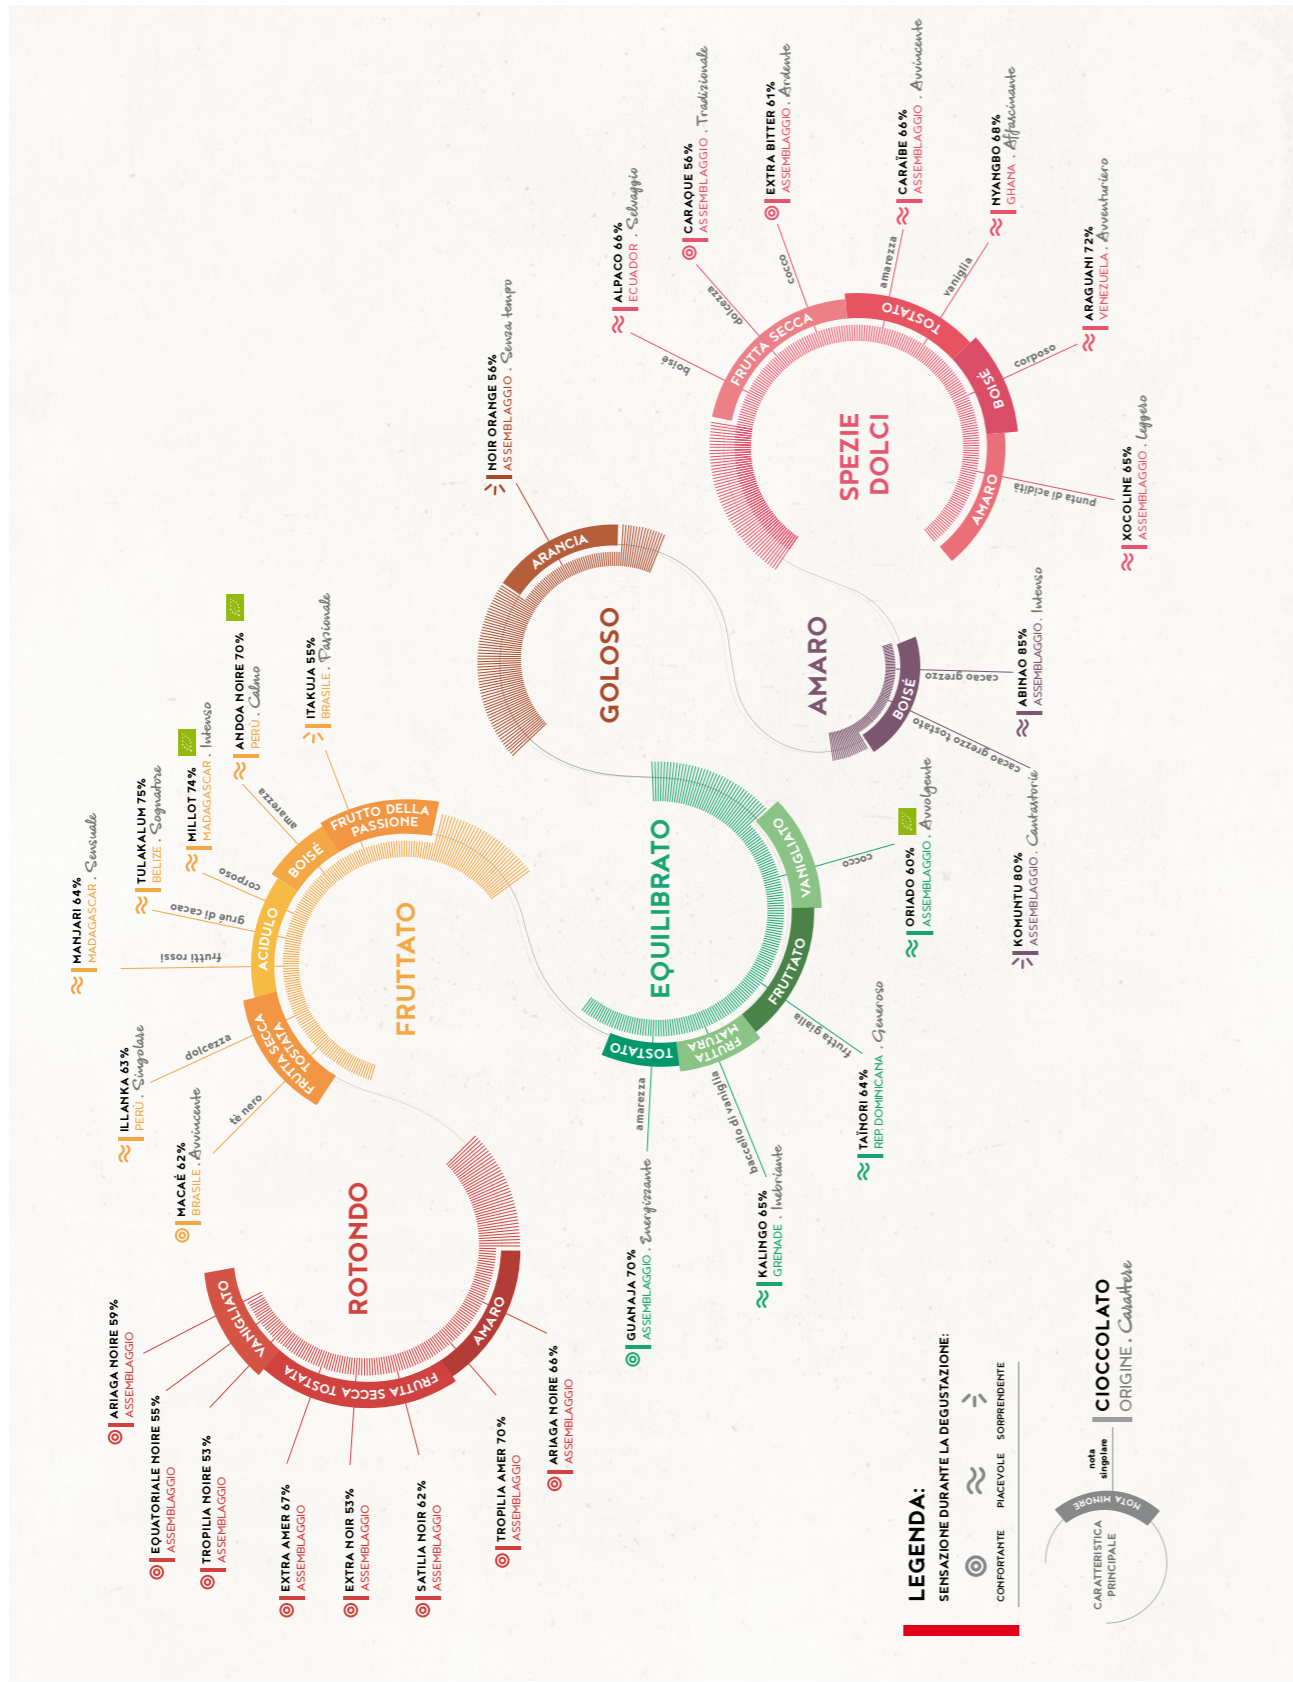 ROTONDO
VANIGLIATO
FRUTTA SECCA TOSTATA
AMARO
ARIAGA NOIRE 59%
ASSEMBLAGGIO
EQUATORIALE NOIRE 55%
ASSEMBLAGGIO
TROPILIA NOIRE 53%
ASSEMBLAGGIO
EXTRA AMER 67%
ASSEMBLAGGIO
EXTRA NOIR 53%
ASSEMBLAGGIO
SATILIA NOIR 62%
ASSEMBLAGGIO
TROPILIA AMER 70%
ASSEMBLAGGIO
ARIAGA NOIRE 66%
ASSEMBLAGGIO
FRUTTATO
FRUTTA SECCA
TOSTATA
ACIDULO
BOISÉ
FRUTTO DELLA
PASSIONE
MACAÉ 62%
BRASILE . Avvincente
tè nero
ILLANKA 63%
PERÙ . Singolare
dolcezza
MANJARI 64%
MADAGASCAR . Sensuale
frutti rossi
TULAKALUM 75%
BELIZE . Sognatore
grué di cacao
MILLOT 74%
MADAGASCAR . Intenso
corposo
ANDOA NOIRE 70%
PERÙ . Calmo
amarezza
ITAKUJA 55%
BRASILE . Passionale
EQUILIBRATO
TOSTATO
FRUTTA
MATURA
FRUTTATO
VANIGLIATO
GUANAJA 70%
ASSEMBLAGGIO . Energizzante
amarezza
KALINGO 65%
GRENADE . Inebriante
baccello di vaniglia
TAÏNORI 64%
REP. DOMINICANA . Generoso
frutta gialla
ORIADO 60%
ASSEMBLAGGIO . Avvolgente
cocco
GOLOSO
ARANCIA
NOIR ORANGE 56%
ASSEMBLAGGIO . Senza tempo
AMARO
BOISÉ
KOMUNTU 80%
ASSEMBLAGGIO . Cantastorie
cacao grezzo tostato
ABINAO 85%
ASSEMBLAGGIO . Intenso
cacao grezzo
SPEZIE
DOLCI
FRUTTA SECCA
TOSTATO
BOISÉ
AMARO
ALPACO 66%
ECUADOR . Selvaggio
boisé
CARAQUE 56%
ASSEMBLAGGIO . Tradizionale
dolcezza
EXTRA BITTER 61%
ASSEMBLAGGIO . Ardente
cocco
CARAÏBE 66%
ASSEMBLAGGIO . Avvincente
amarezza
NYANGBO 68%
GHANA . Affascinante
vaniglia
ARAGUANI 72%
VENEZUELA . Avventuriero
corposo
XOCOLINE 65%
ASSEMBLAGGIO . Leggero
punta di acidità
LEGENDA:
SENSAZIONE DURANTE LA DEGUSTAZIONE:
CONFORTANTE
PIACEVOLE
SORPRENDENTE
CARATTERISTICA
PRINCIPALE
NOTA MINORE
nota
singolare
CIOCCOLATO
ORIGINE . Carattere